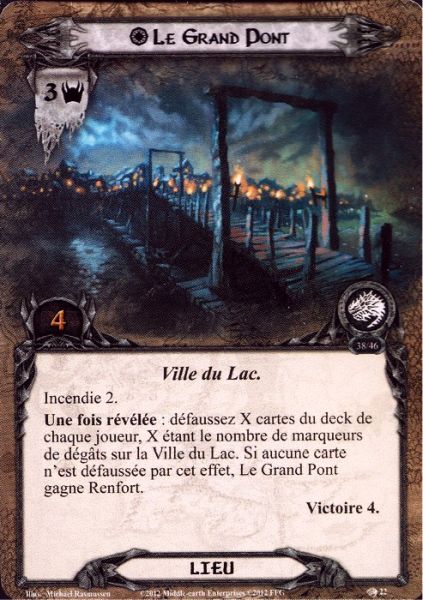 Le Grand Pont
3
4
38/46
Ville du Lac.
Incendie 2.
Une fois révélée : défaussez X cartes du deck de
chaque joueur, X étant le nombre de marqueurs
de dégâts sur la Ville du Lac. Si aucune carte
n'est défaussée par cet effet, Le Grand Pont
gagne Renfort.
Victoire 4.
LIEU
Illus. Michael Rasmussen ©2012 Middle-earth Enterprises ©2012 FFG 22